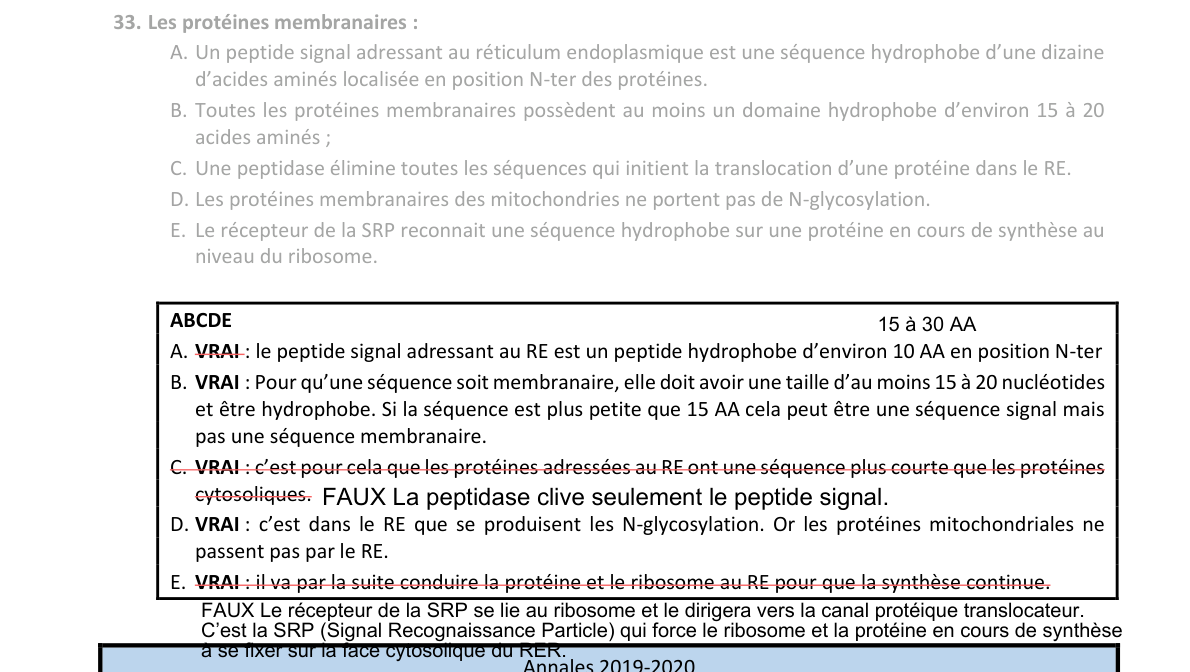 33. Les protéines membranaires :
A. Un peptide signal adressant au réticulum endoplasmique est une séquence hydrophobe d’une dizaine
d’acides aminés localisée en position N-ter des protéines.
B. Toutes les protéines membranaires possèdent au moins un domaine hydrophobe d’environ 15 à 20
acides aminés ;
C. Une peptidase élimine toutes les séquences qui initient la translocation d’une protéine dans le RE.
D. Les protéines membranaires des mitochondries ne portent pas de N-glycosylation.
E. Le récepteur de la SRP reconnait une séquence hydrophobe sur une protéine en cours de synthèse au
niveau du ribosome.
ABCDE
15 à 30 AA
A. VRAI : le peptide signal adressant au RE est un peptide hydrophobe d’environ 10 AA en position N-ter
B. VRAI : Pour qu’une séquence soit membranaire, elle doit avoir une taille d’au moins 15 à 20 nucléotides
et être hydrophobe. Si la séquence est plus petite que 15 AA cela peut être une séquence signal mais
pas une séquence membranaire.
C. VRAI : c’est pour cela que les protéines adressées au RE ont une séquence plus courte que les protéines
cytosoliques. FAUX La peptidase clive seulement le peptide signal.
D. VRAI : c’est dans le RE que se produisent les N-glycosylation. Or les protéines mitochondriales ne
passent pas par le RE.
E. VRAI : il va par la suite conduire la protéine et le ribosome au RE pour que la synthèse continue.
FAUX Le récepteur de la SRP se lie au ribosome et le dirigera vers la canal protéique translocateur.
C’est la SRP (Signal Recognaissance Particle) qui force le ribosome et la protéine en cours de synthèse
à se fixer sur la face cytosolique du RER.
Annales 2019-2020